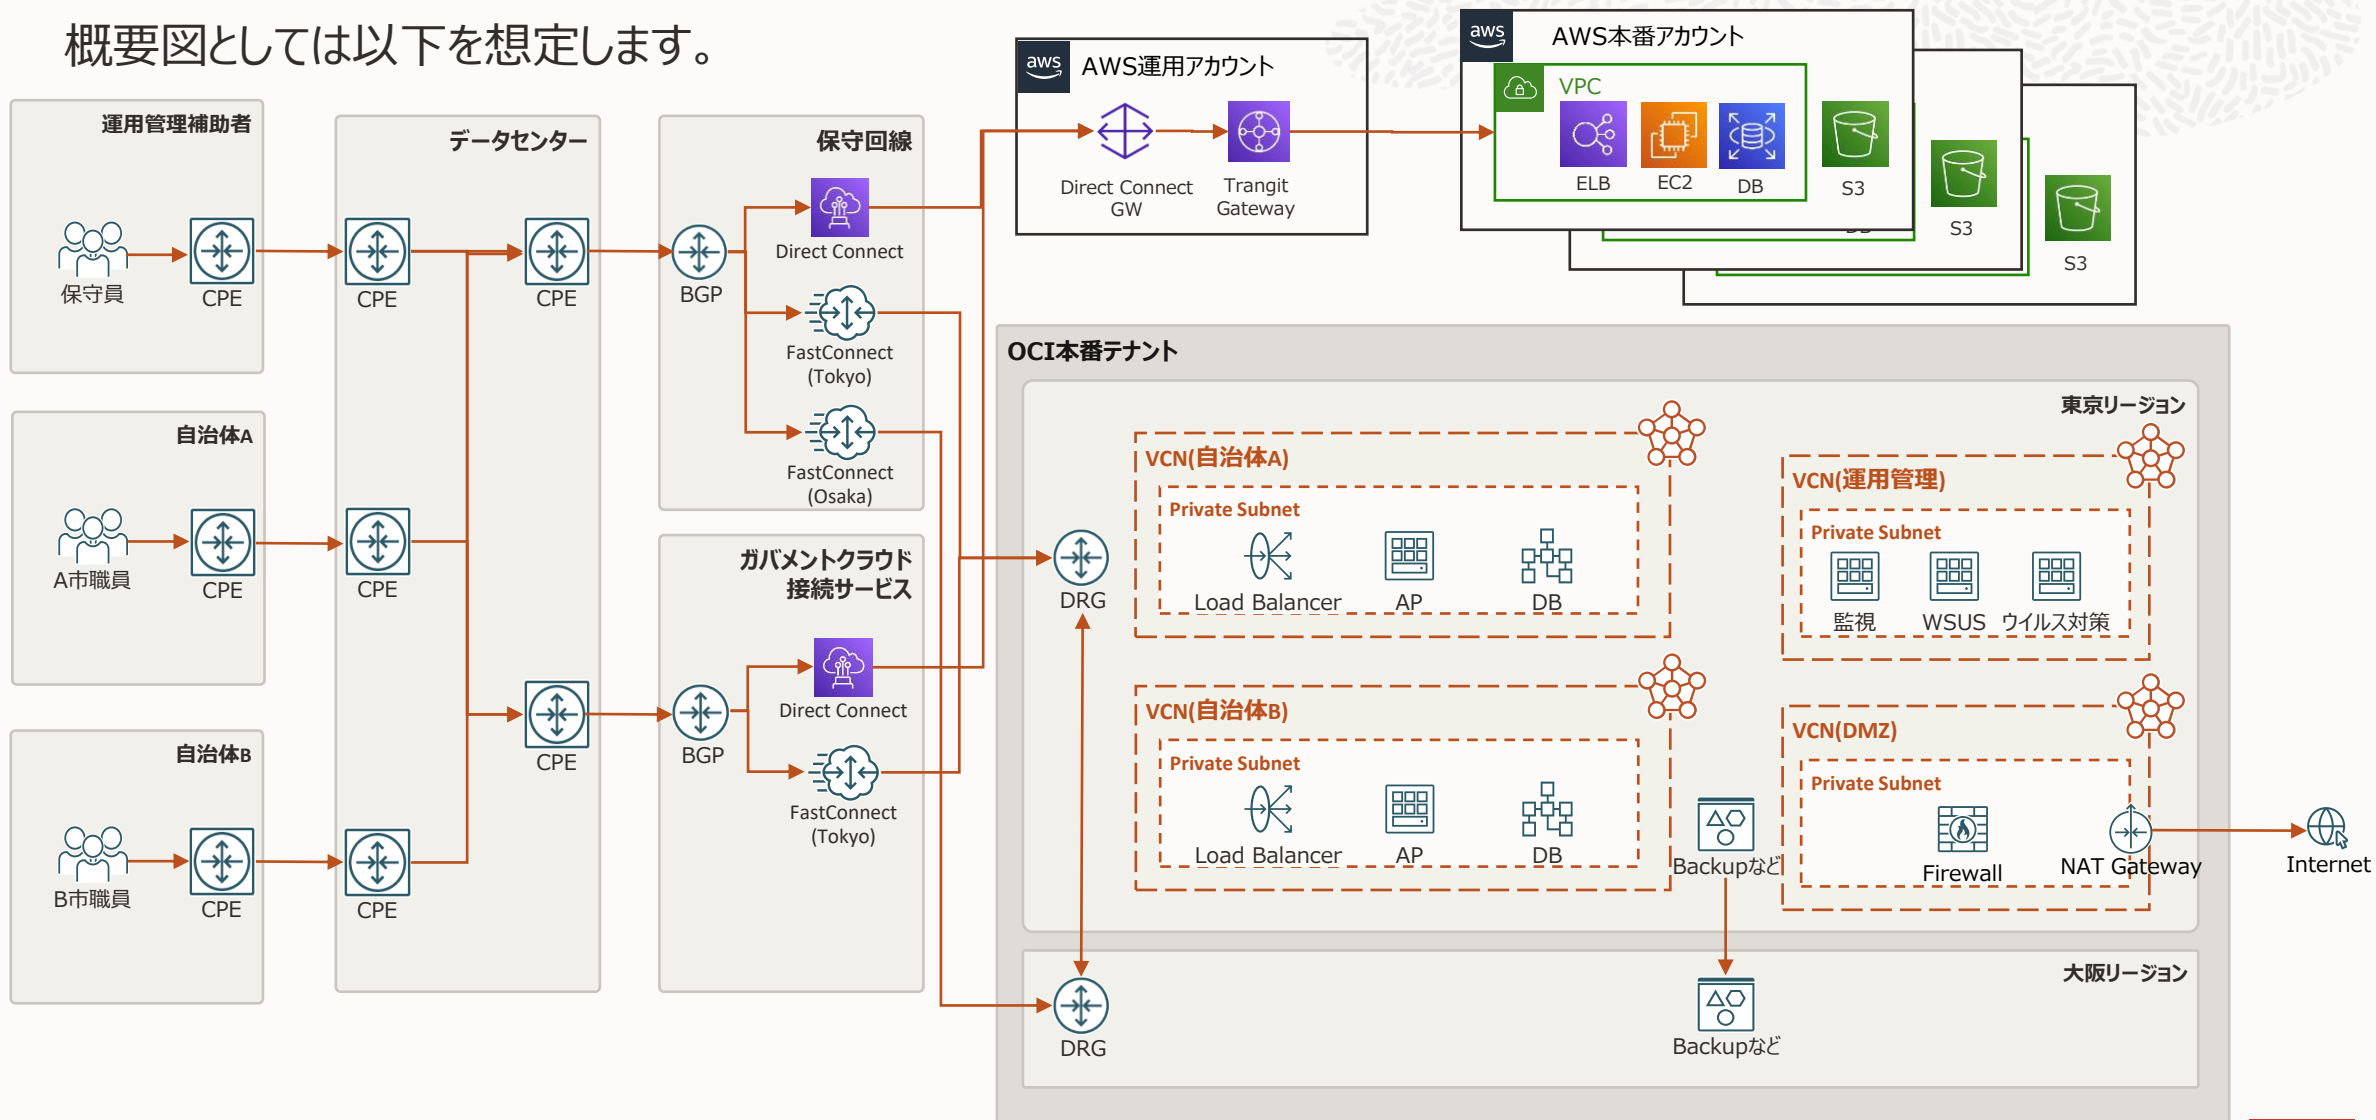 概要図としては以下を想定します。
運用管理補助者
保守員
CPE
自治体A
A市職員
CPE
自治体B
B市職員
CPE
データセンター
CPE
CPE
CPE
CPE
CPE
保守回線
BGP
Direct Connect
FastConnect
(Tokyo)
FastConnect
(Osaka)
ガバメントクラウド
接続サービス
BGP
Direct Connect
FastConnect
(Tokyo)
aws
AWS運用アカウント
Direct Connect
GW
Trangit
Gateway
aws
AWS本番アカウント
VPC
ELB
EC2
DB
S3
S3
S3
OCI本番テナント
東京リージョン
DRG
VCN(自治体A)
Private Subnet
Load Balancer
AP
DB
VCN(運用管理)
Private Subnet
監視
WSUS
ウイルス対策
VCN(自治体B)
Private Subnet
Load Balancer
AP
DB
Backupなど
VCN(DMZ)
Private Subnet
Firewall
NAT Gateway
Internet
大阪リージョン
DRG
Backupなど